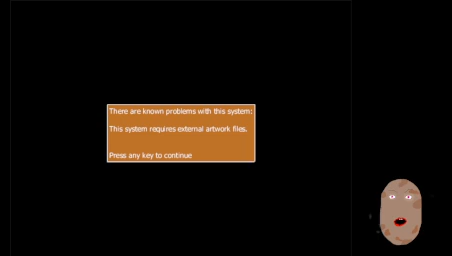 There are known problems with this system:
This system requires external artwork files.
Press any key to continue